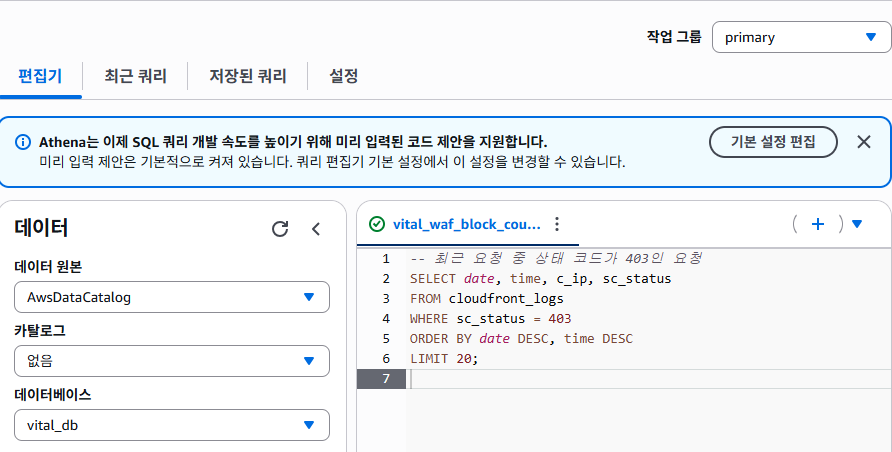 작업 그룹 primary
편집기 최근 쿼리 저장된 쿼리 설정
Athena는 이제 SQL 쿼리 개발 속도를 높이기 위해 미리 입력된 코드 제안을 지원합니다.
미리 입력 제안은 기본적으로 켜져 있습니다. 쿼리 편집기 기본 설정에서 이 설정을 변경할 수 있습니다.
기본 설정 편집
데이터
데이터 원본
AwsDataCatalog
카탈로그
없음
데이터베이스
vital_db
vital_waf_block_cou...
1 -- 최근 요청 중 상태 코드가 403인 요청
2 SELECT date, time, c_ip, sc_status
3 FROM cloudfront_logs
4 WHERE sc_status = 403
5 ORDER BY date DESC, time DESC
6 LIMIT 20;
7